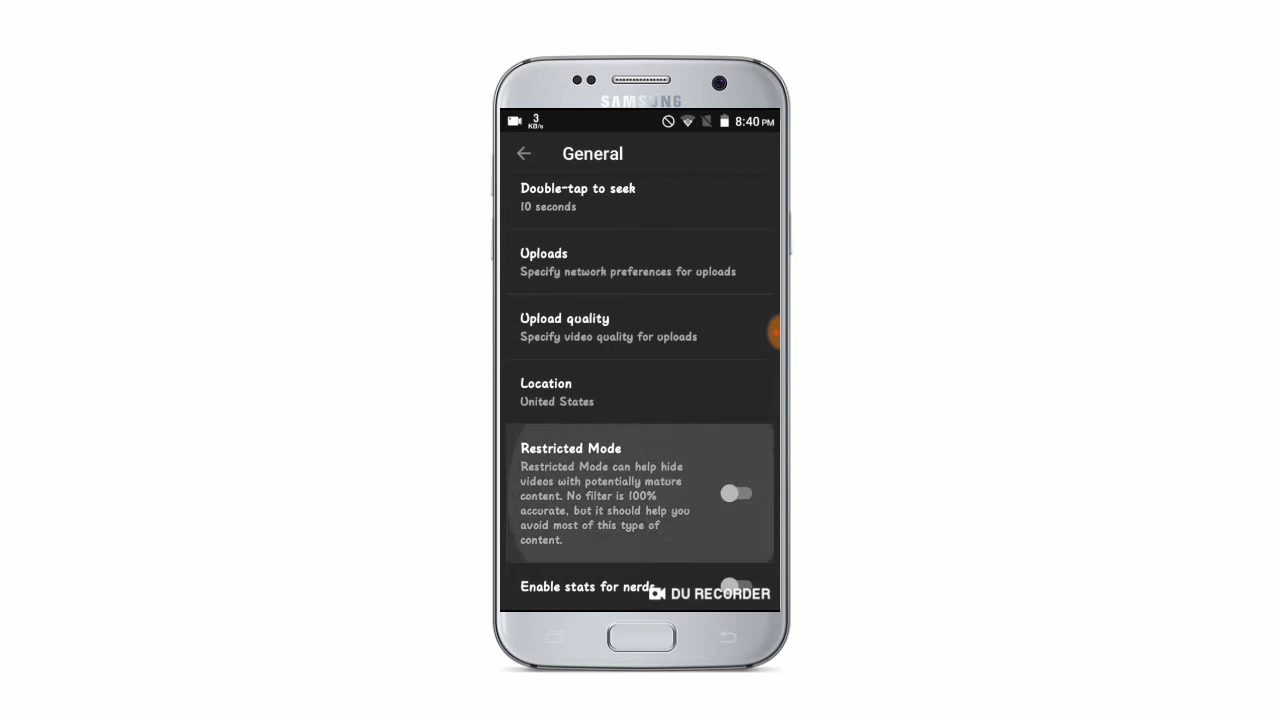 SAMSUNG
3
KB/s
8:40 PM
General
Double-tap to seek
10 seconds
Uploads
Specify network preferences for uploads
Upload quality
Specify video quality for uploads
Location
United States
Restricted Mode
Restricted Mode can help hide
videos with potentially mature
content. No filter is 100%
accurate, but it should help you
avoid most of this type of
content.
Enable stats for nerds
DU RECORDER